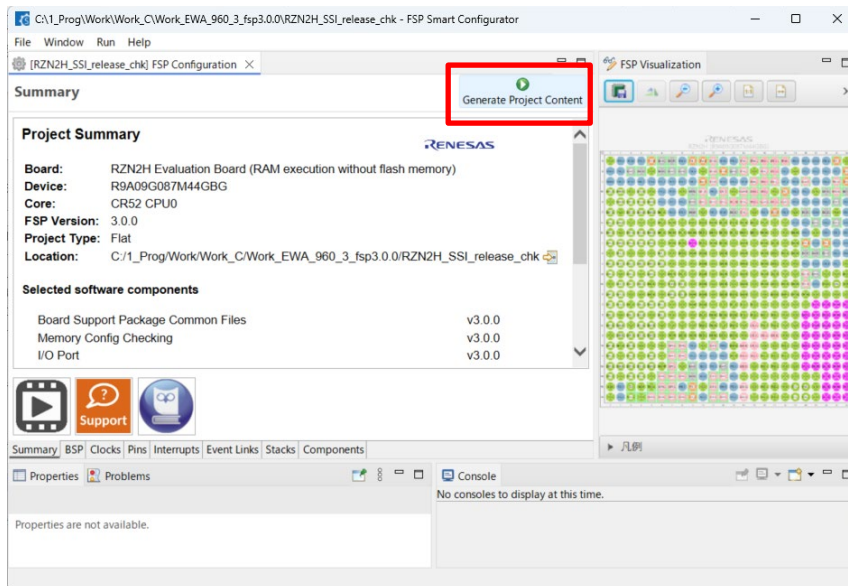 C:\1_Prog\Work\Work_C\Work_EWA_960_3_fsp3.0.0\RZN2H_SSI_release_chk - FSP Smart Configurator
File Window Run Help
[RZN2H_SSI_release_chk] FSP Configuration
FSP Visualization
Summary
Generate Project Content
Project Summary
RENESAS
Board: RZN2H Evaluation Board (RAM execution without flash memory)
Device: R9A09G087M44GBG
Core: CR52 CPU0
FSP Version: 3.0.0
Project Type: Flat
Location: C:/1_Prog/Work/Work_C/Work_EWA_960_3_fsp3.0.0/RZN2H_SSI_release_chk
Selected software components
Board Support Package Common Files v3.0.0
Memory Config Checking v3.0.0
I/O Port v3.0.0
Support
Summary BSP Clocks Pins Interrupts Event Links Stacks Components
凡例
Properties Problems
Console
No consoles to display at this time.
Properties are not available.
RENESAS